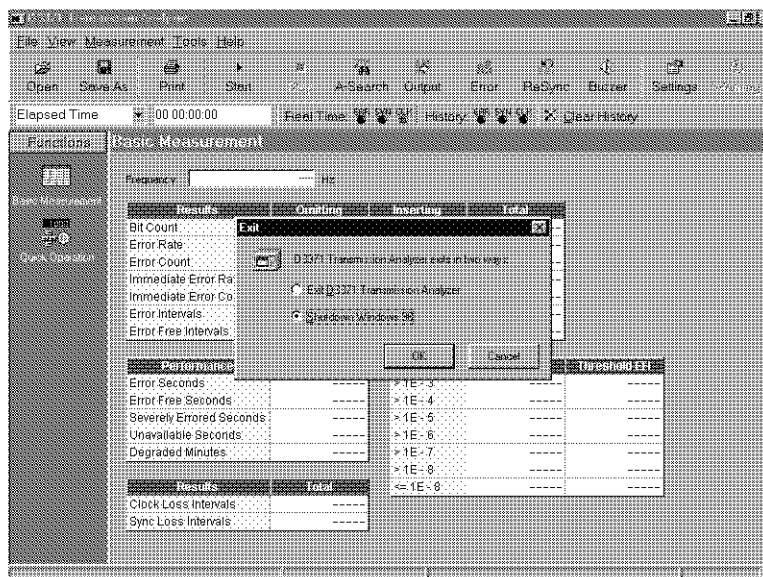 D3371 Transmission Analyzer
File View Measurement Tools Help
Open Save As Print Start A-Search Output Error ReSync Buzzer Settings
Elapsed Time 00 00:00:00 Real Time History Clear History
Functions Basic Measurement
Frequency ---- Hz
Basic Measurement
Quick Operation
Results Omitting Inserting Total
Bit Count
Error Rate
Error Count
Immediate Error Ra
Immediate Error Co
Error Intervals
Error Free Intervals
Exit
D3371 Transmission Analyzer exits in two ways:
Exit D3371 Transmission Analyzer
Shutdown Windows 98
OK Cancel
Performance
Threshold EFI
Error Seconds -----
Error Free Seconds -----
Severely Errored Seconds -----
Unavailable Seconds -----
Degraded Minutes -----
> 1E - 3 ----- -----
> 1E - 4 ----- -----
> 1E - 5 ----- -----
> 1E - 6 ----- -----
> 1E - 7 ----- -----
> 1E - 8 ----- -----
<= 1E - 8 ----- -----
Results Total
Clock Loss Intervals -----
Sync Loss Intervals -----